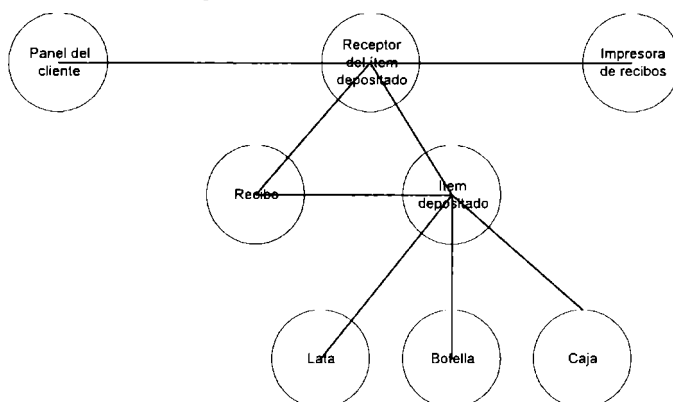 Panel del
cliente
Receptor
del ítem
depositado
Impresora
de recibos
Recibo
Ítem
depositado
Lata
Botella
Caja